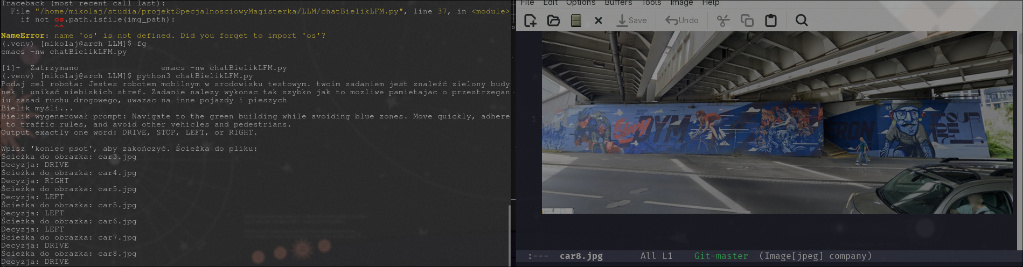 Traceback (most recent call last):
File "/home/mikolaj/studia/projektSpecjalnosciowyMagisterka/LLM/chatBielikLFM.py", line 37, in <module>
if not os.path.isfile(img_path):
^^
NameError: name 'os' is not defined. Did you forget to import 'os'?
(.venv) [mikolaj@arch LLM]$ fg
emacs -nw chatBielikLFM.py
[1]+ Zatrzymano emacs -nw chatBielikLFM.py
(.venv) [mikolaj@arch LLM]$ python3 chatBielikLFM.py
Podaj cel robota: Jesteś robotem mobilnym w środowisku testowym. twoim zadaniem jest znaleźć zielony budy
nek i unikać niebieskich stref. Zadanie należy wykonać tak szybko jak to możliwe pamiętając o przestrzegan
iu zasad ruchu drogowego, uważać na inne pojazdy i pieszych
Bielik myśli...
Bielik wygenerował prompt: Navigate to the green building while avoiding blue zones. Move quickly, adhere
to traffic rules, and avoid other vehicles and pedestrians.
Output exactly one word: DRIVE, STOP, LEFT, or RIGHT.
Wpisz 'koniec psot', aby zakończyć. Ścieżka do pliku:
Ścieżka do obrazka: car3.jpg
Decyzja: DRIVE
Ścieżka do obrazka: car4.jpg
Decyzja: RIGHT
Ścieżka do obrazka: car5.jpg
Decyzja: LEFT
Ścieżka do obrazka: car5.jpg
Decyzja: LEFT
Ścieżka do obrazka: car6.jpg
Decyzja: LEFT
Ścieżka do obrazka: car7.jpg
Decyzja: DRIVE
Ścieżka do obrazka: car8.jpg
Decyzja: DRIVE
File Edit Options Buffers Tools Image Help
Save Undo
:--- car8.jpg All L1 Git-master (Image[jpeg] company)